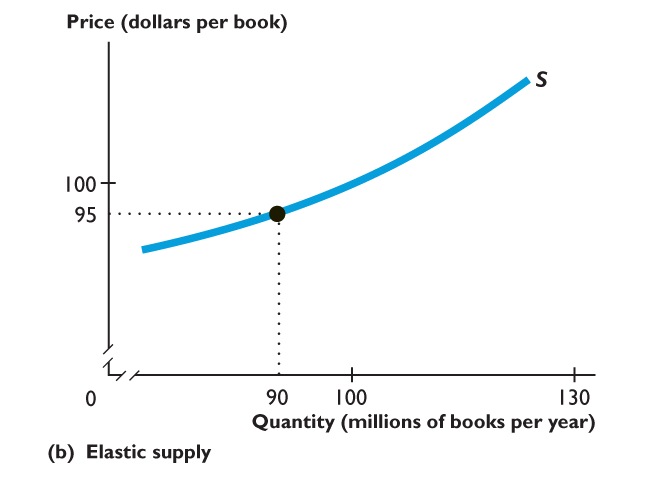 Price (dollars per book)
S
100
95
0
90 100 130
Quantity (millions of books per year)
(b) Elastic supply